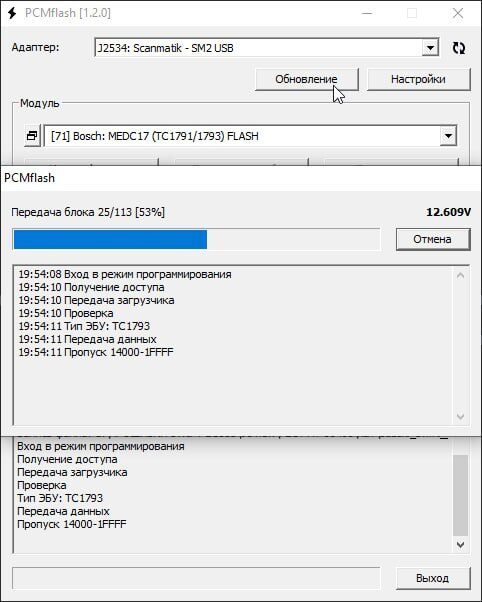 PCMflash [1.2.0]
Адаптер:
J2534: Scanmatik - SM2 USB
Обновление
Настройки
Модуль
[71] Bosch: MEDC17 (TC1791/1793) FLASH
PCMflash
Передача блока 25/113 [53%]
12.609V
Отмена
19:54:08 Вход в режим программирования
19:54:10 Получение доступа
19:54:10 Передача загрузчика
19:54:10 Проверка
19:54:11 Тип ЭБУ: TC1793
19:54:11 Передача данных
19:54:11 Пропуск 14000-1FFFF
Вход в режим программирования
Получение доступа
Передача загрузчика
Проверка
Тип ЭБУ: TC1793
Передача данных
Пропуск 14000-1FFFF
Выход